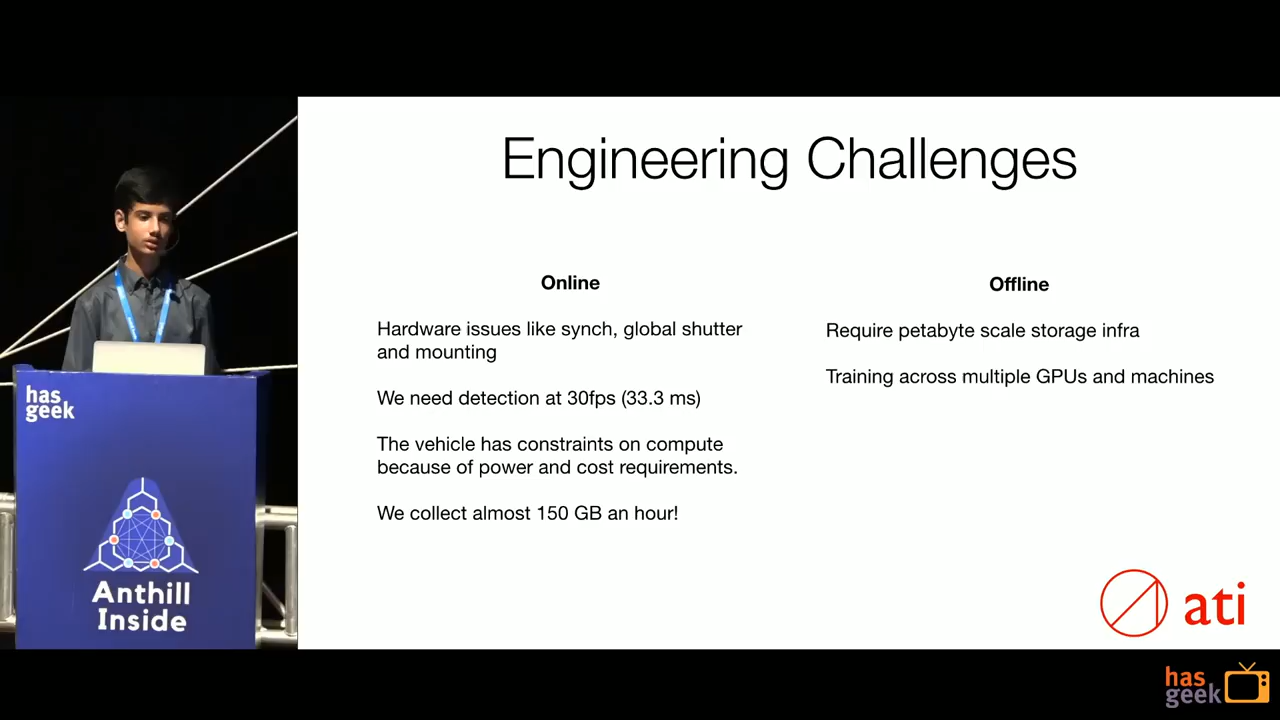 Engineering Challenges
Online
Hardware issues like synch, global shutter
and mounting
We need detection at 30fps (33.3 ms)
The vehicle has constraints on compute
because of power and cost requirements.
We collect almost 150 GB an hour!
Offline
Require petabyte scale storage infra
Training across multiple GPUs and machines
ati
has
geek
Anthill
Inside
has
geek